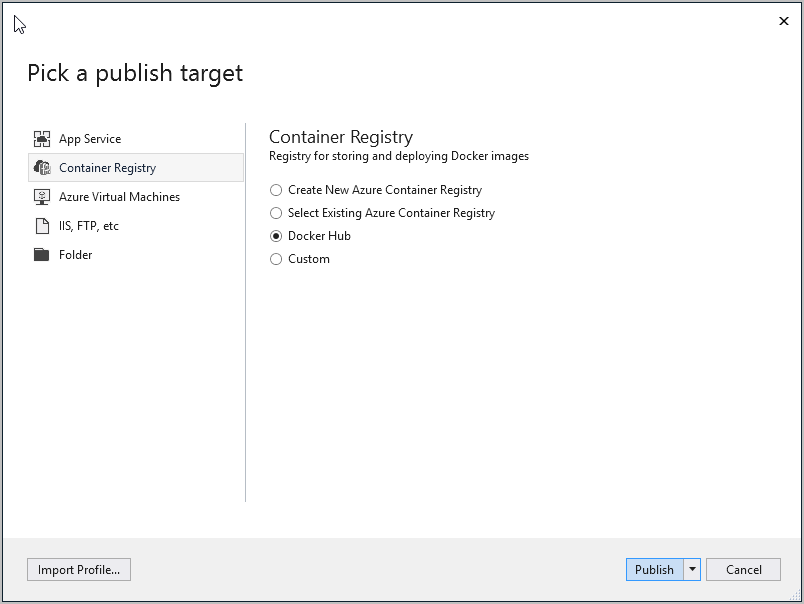 Pick a publish target
App Service
Container Registry
Azure Virtual Machines
IIS, FTP, etc
Folder
Container Registry
Registry for storing and deploying Docker images
Create New Azure Container Registry
Select Existing Azure Container Registry
Docker Hub
Custom
Import Profile...
Publish
Cancel